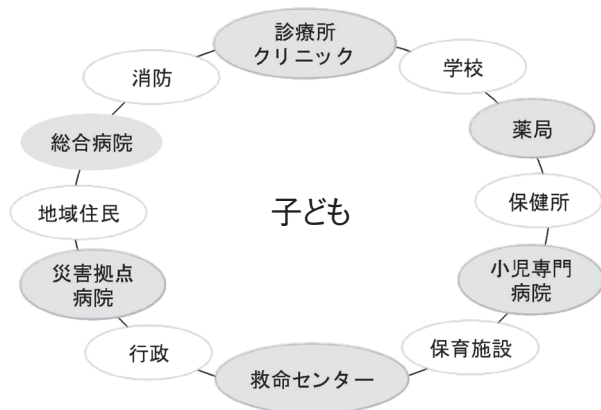 診療所
クリニック
消防
学校
総合病院
薬局
地域住民
子ども
保健所
災害拠点
病院
小児専門
病院
行政
保育施設
救命センター